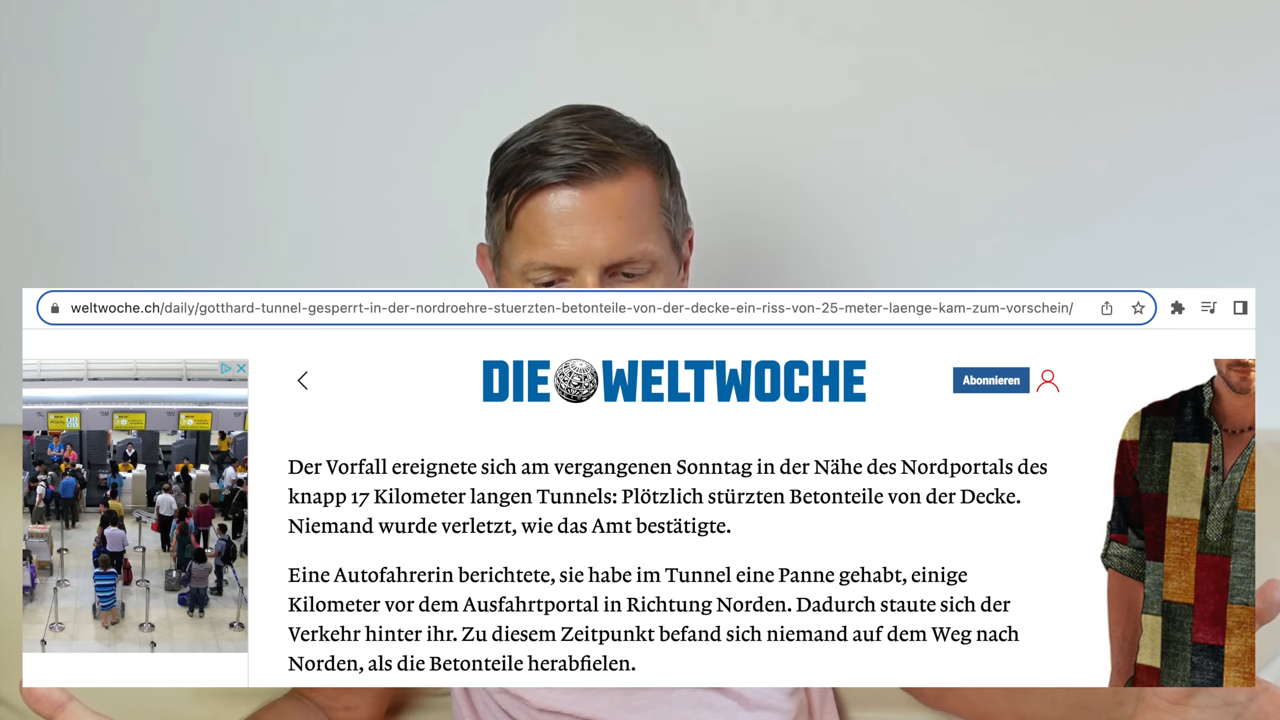 weltwoche.ch/daily/gotthard-tunnel-gesperrt-in-der-nordroehre-stuerzten-betonteile-von-der-decke-ein-riss-von-25-meter-laenge-kam-zum-vorschein/
DIE WELTWOCHE
Abonnieren
Der Vorfall ereignete sich am vergangenen Sonntag in der Nähe des Nordportals des
knapp 17 Kilometer langen Tunnels: Plötzlich stürzten Betonteile von der Decke.
Niemand wurde verletzt, wie das Amt bestätigte.
Eine Autofahrerin berichtete, sie habe im Tunnel eine Panne gehabt, einige
Kilometer vor dem Ausfahrtportal in Richtung Norden. Dadurch staute sich der
Verkehr hinter ihr. Zu diesem Zeitpunkt befand sich niemand auf dem Weg nach
Norden, als die Betonteile herabfielen.